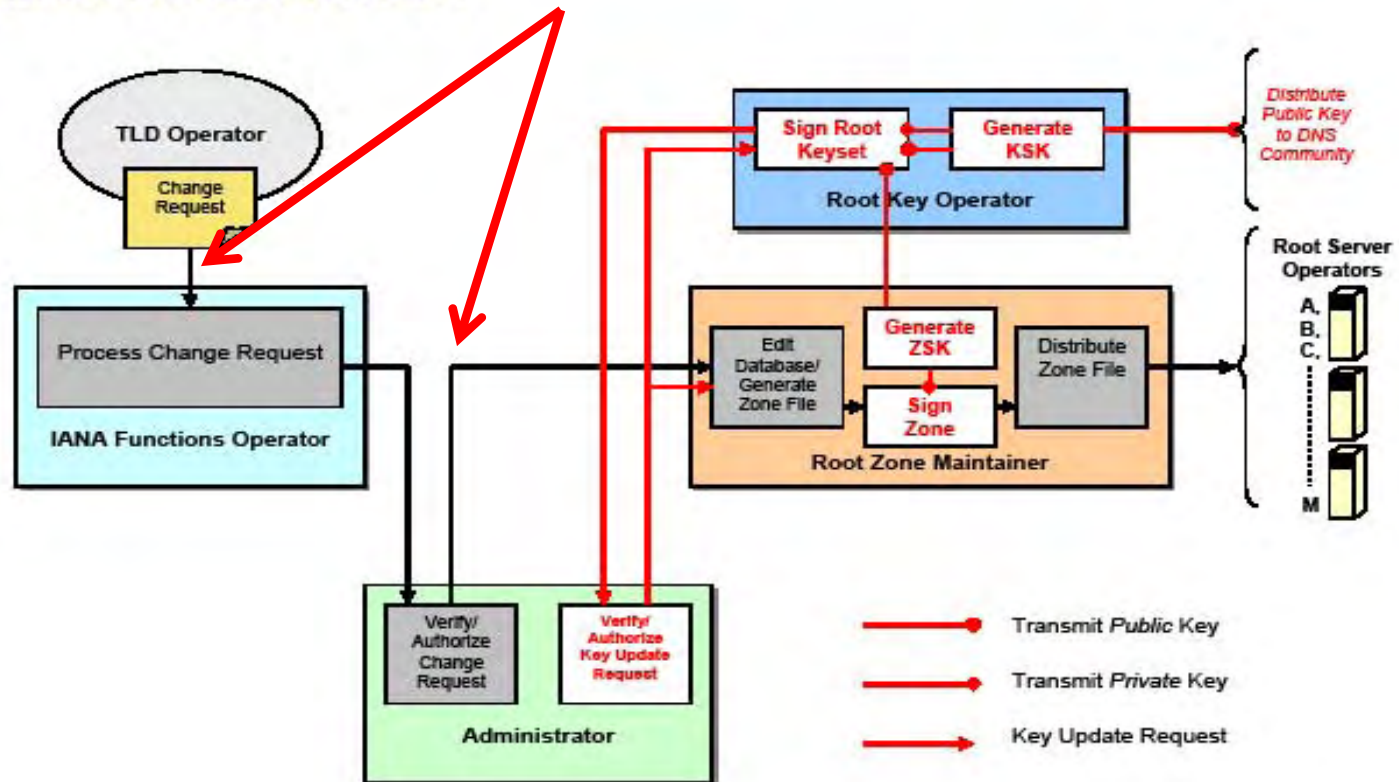 TLD Operator
Change
Request
Process Change Request
IANA Functions Operator
Sign Root
Keyset
Generate
KSK
Root Key Operator
Distribute
Public Key
to DNS
Community
Edit
Database/
Generate
Zone File
Generate
ZSK
Sign
Zone
Distribute
Zone File
Root Zone Maintainer
Root Server
Operators
A.
B.
C.
M
Verify/
Authorize
Change
Request
Verify/
Authorize
Key Update
Request
Administrator
Transmit Public Key
Transmit Private Key
Key Update Request